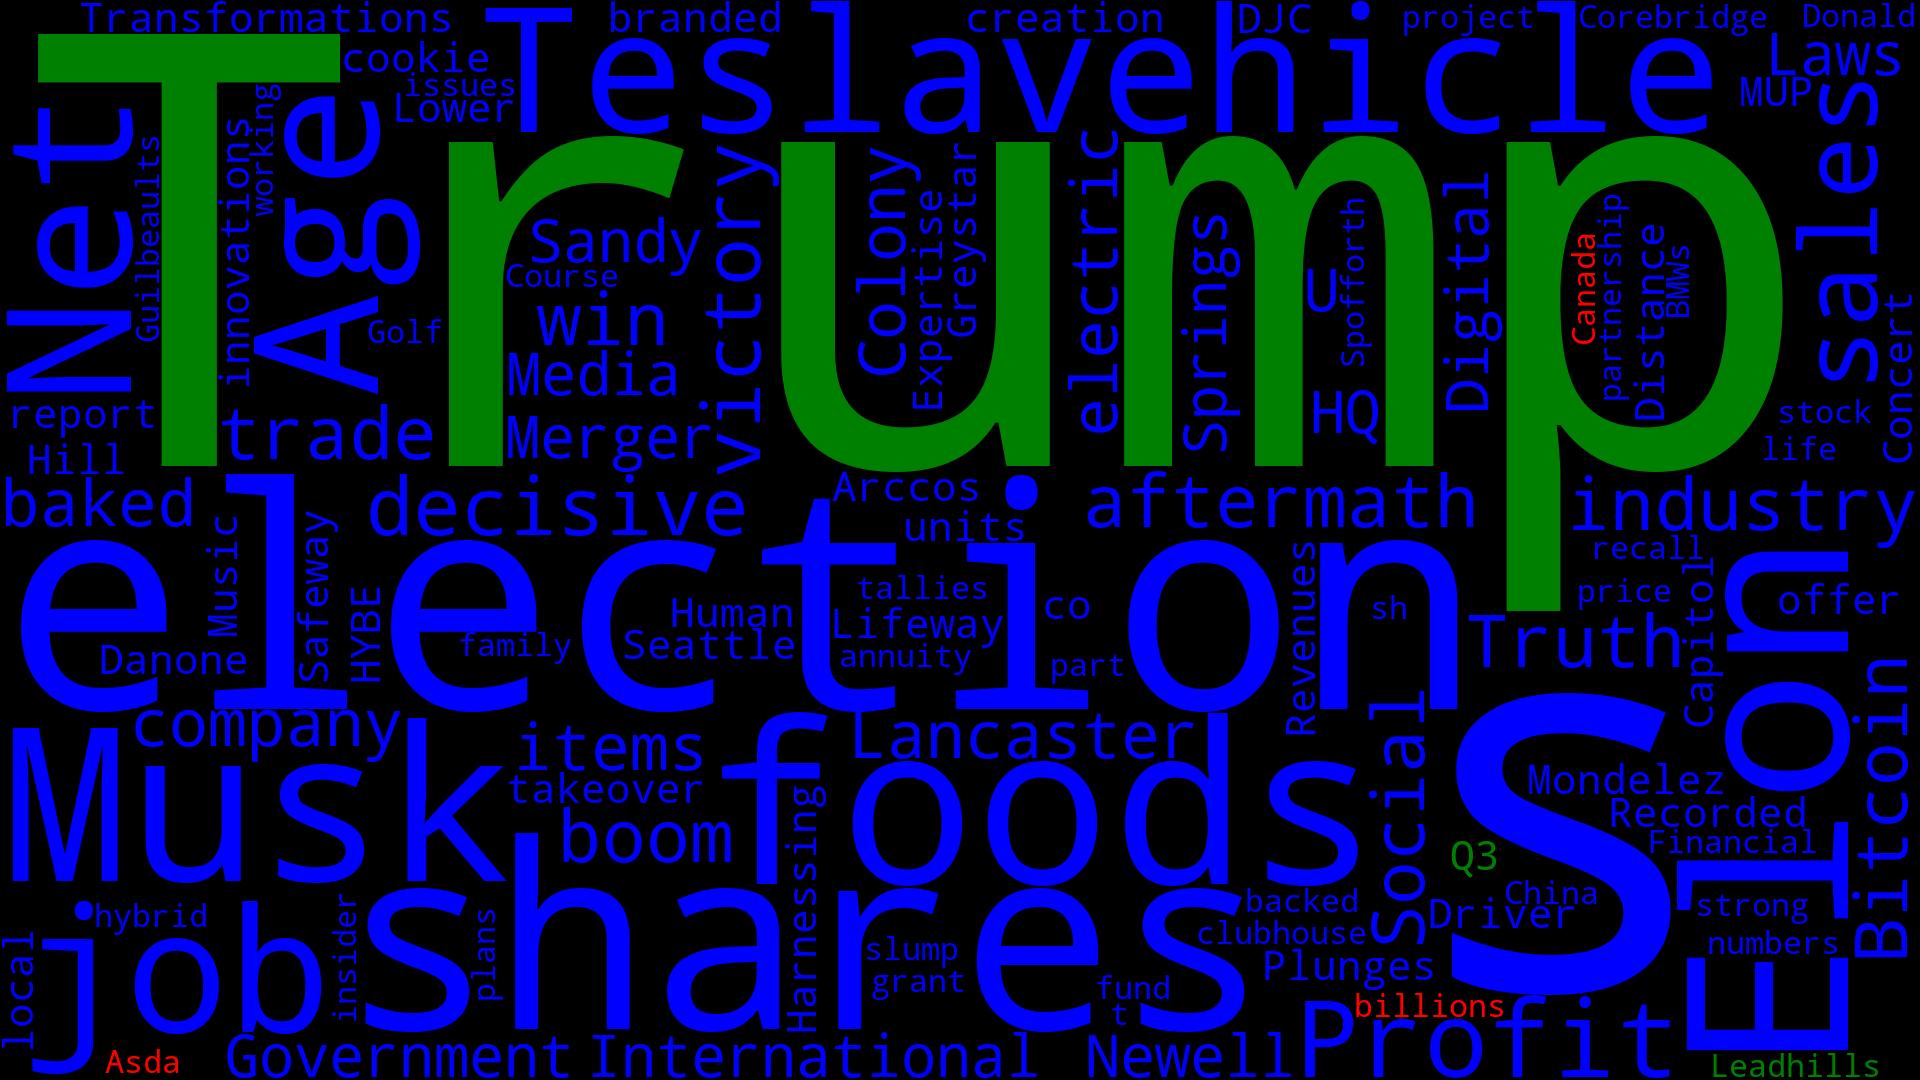 Transformations
branded
creation
DJC
project
Corebridge
Donald
cookie
Teslavehicle
Laws
issues
Lower
MUP
Trump
Net
Guilbeaults
innovations
working
Age
Golf
Sandy
Course
win
Media
Merger
victory
Colony
Expertise
Greystar
electric
Springs
U
Spofforth
HQ
Digital
Canada
partnership
Distance
BMWs
sales
Concert
stock
life
report
Hill
trade
baked
decisive
Arccos
units
aftermath
industry
election
Music
Safeway
HYBE
Danone
family
Human
Seattle
tallies
Lifeway
annuity
co
part
Revenues
sh
recall
price
Capitol
offer
Truth
Elon
Bitcoin
company
Musk
items
takeover
boom
foods
Lancaster
Harnessing
Social
S
Mondelez
Recorded
Financial
Q3
China
Driver
strong
numbers
job
hybrid
local
insider
plans
shares
slump
grant
backed
clubhouse
Plunges
fund
t
billions
Profit
Asda
Government
International
Newell
Leadhills